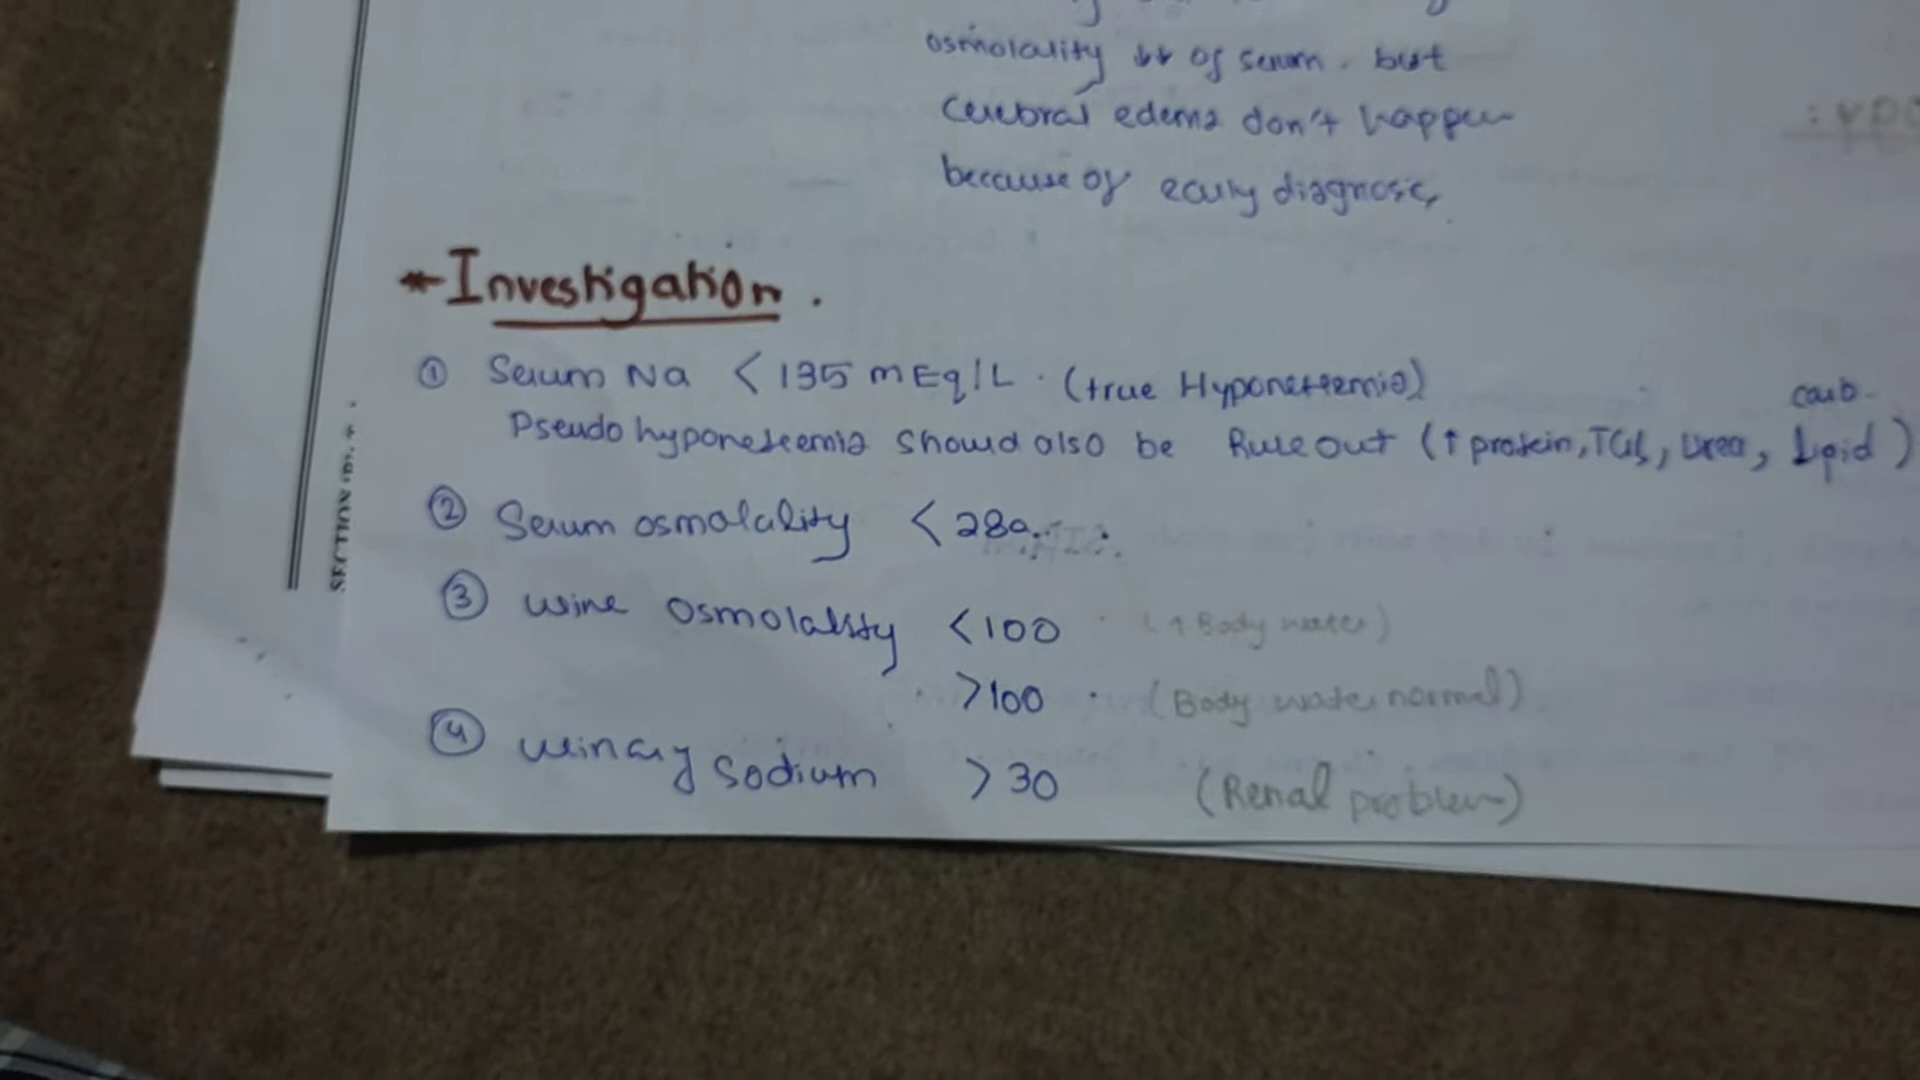 osmolality ↓↓ of serum. but
cerebral edema don't happen
because of early diagnosis,
* Investigation.
① Serum Na < 135 mEq/L. (true Hyponatremia)
carb.
Pseudo hyponatremia should also be Rule out (↑ protein, TGs, Urea, Lipid)
② Serum osmolality < 280.
③ urine osmolality < 100 (↑ Body water)
> 100 . (Body water normal)
④ urinary sodium > 30 (Renal problem)